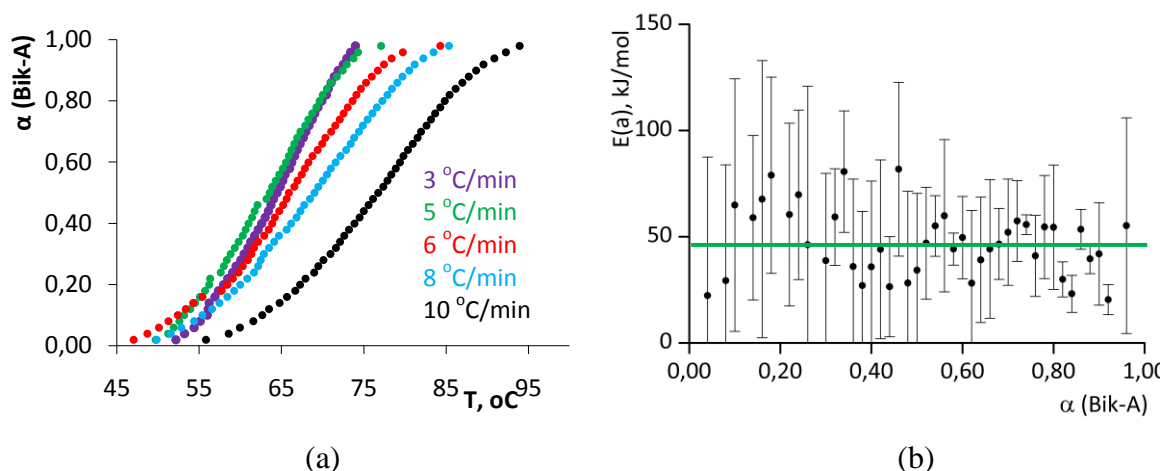 1,00
0,80
0,60
0,40
0,20
0,00
α (Bik-A)
3 °C/min
5 °C/min
6 °C/min
8 °C/min
10 °C/min
45 55 65 75 85 95
T, oC
(a)
150
100
50
0
E(a), kJ/mol
0,00 0,20 0,40 0,60 0,80 1,00
α (Bik-A)
(b)